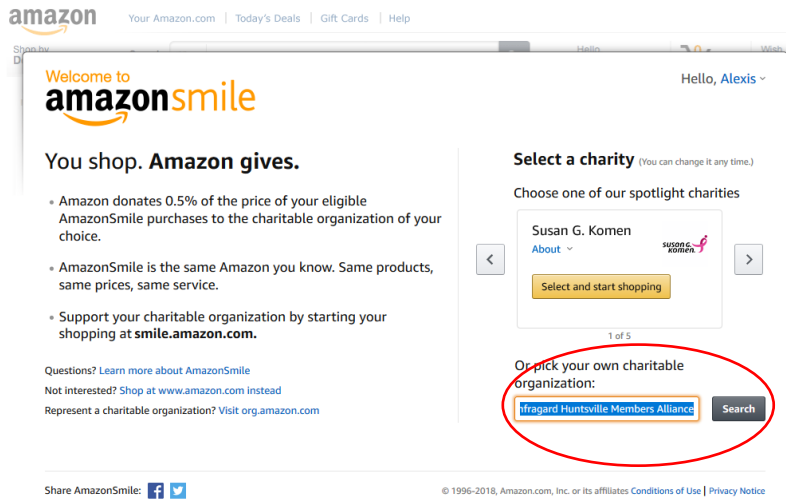 amazon
Your Amazon.com | Today's Deals | Gift Cards | Help
Shop by
Hello
Wish
Welcome to
amazonsmile
Hello, Alexis
You shop. Amazon gives.
• Amazon donates 0.5% of the price of your eligible
AmazonSmile purchases to the charitable organization of your
choice.
• AmazonSmile is the same Amazon you know. Same products,
same prices, same service.
• Support your charitable organization by starting your
shopping at smile.amazon.com.
Questions? Learn more about AmazonSmile
Not interested? Shop at www.amazon.com instead
Represent a charitable organization? Visit org.amazon.com
Select a charity (You can change it any time.)
Choose one of our spotlight charities
Susan G. Komen
About
susan g.
komen.
Select and start shopping
1 of 5
Or pick your own charitable
organization:
nfragard Huntsville Members Alliance
Search
Share AmazonSmile:
© 1996-2018, Amazon.com, Inc. or its affiliates Conditions of Use | Privacy Notice